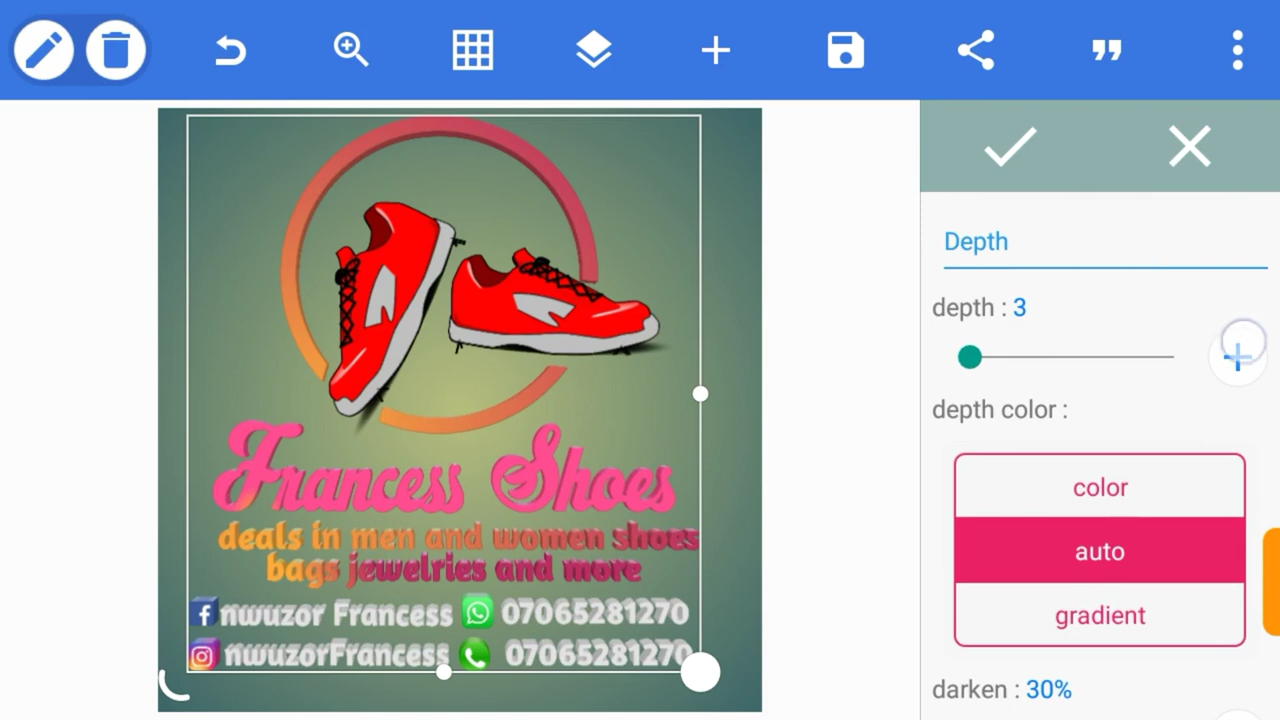 Depth
depth : 3
depth color :
color
auto
gradient
darken : 30%
Francess Shoes
deals in men and women shoes
bags jewelries and more
nwuzor Francess 07065281270
nwuzorFrancess 07065281270